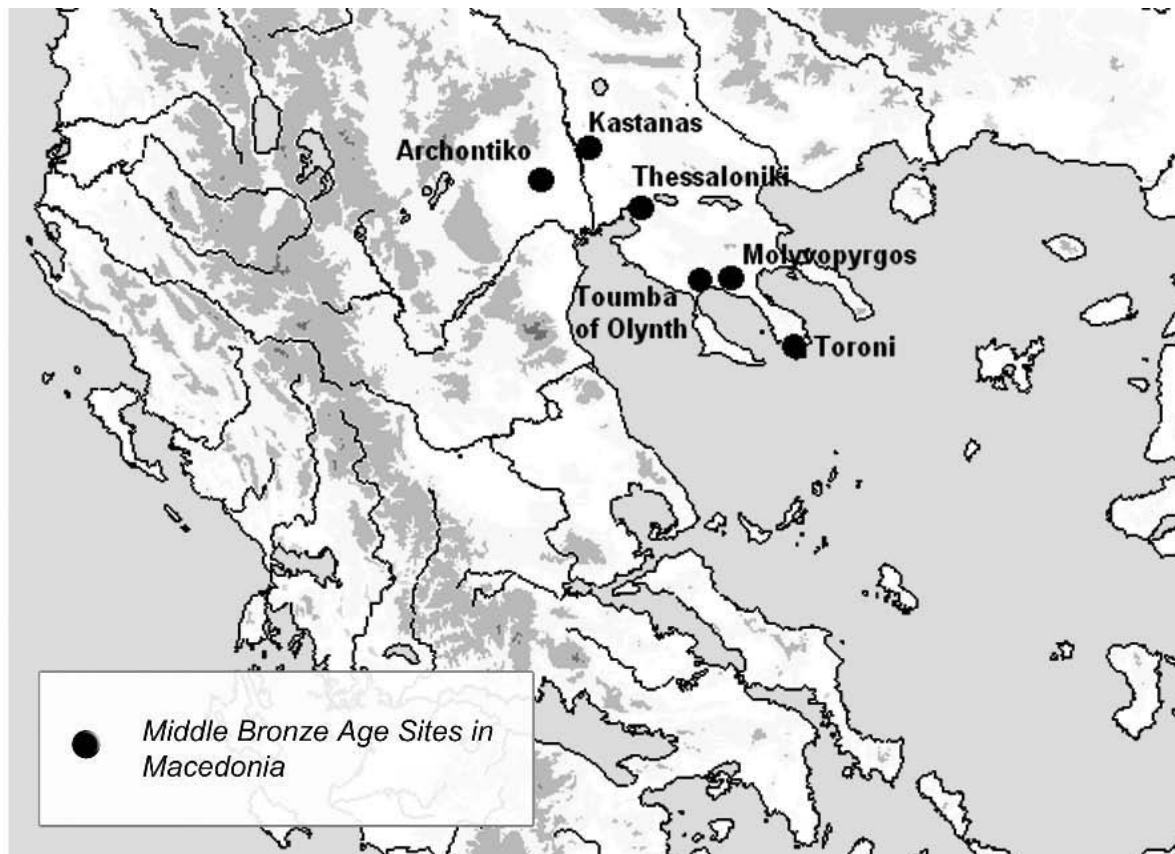 Kastanas
Archontiko
Thessaloniki
Molyvopyrgos
Toumba
of Olynth
Toroni
Middle Bronze Age Sites in
Macedonia